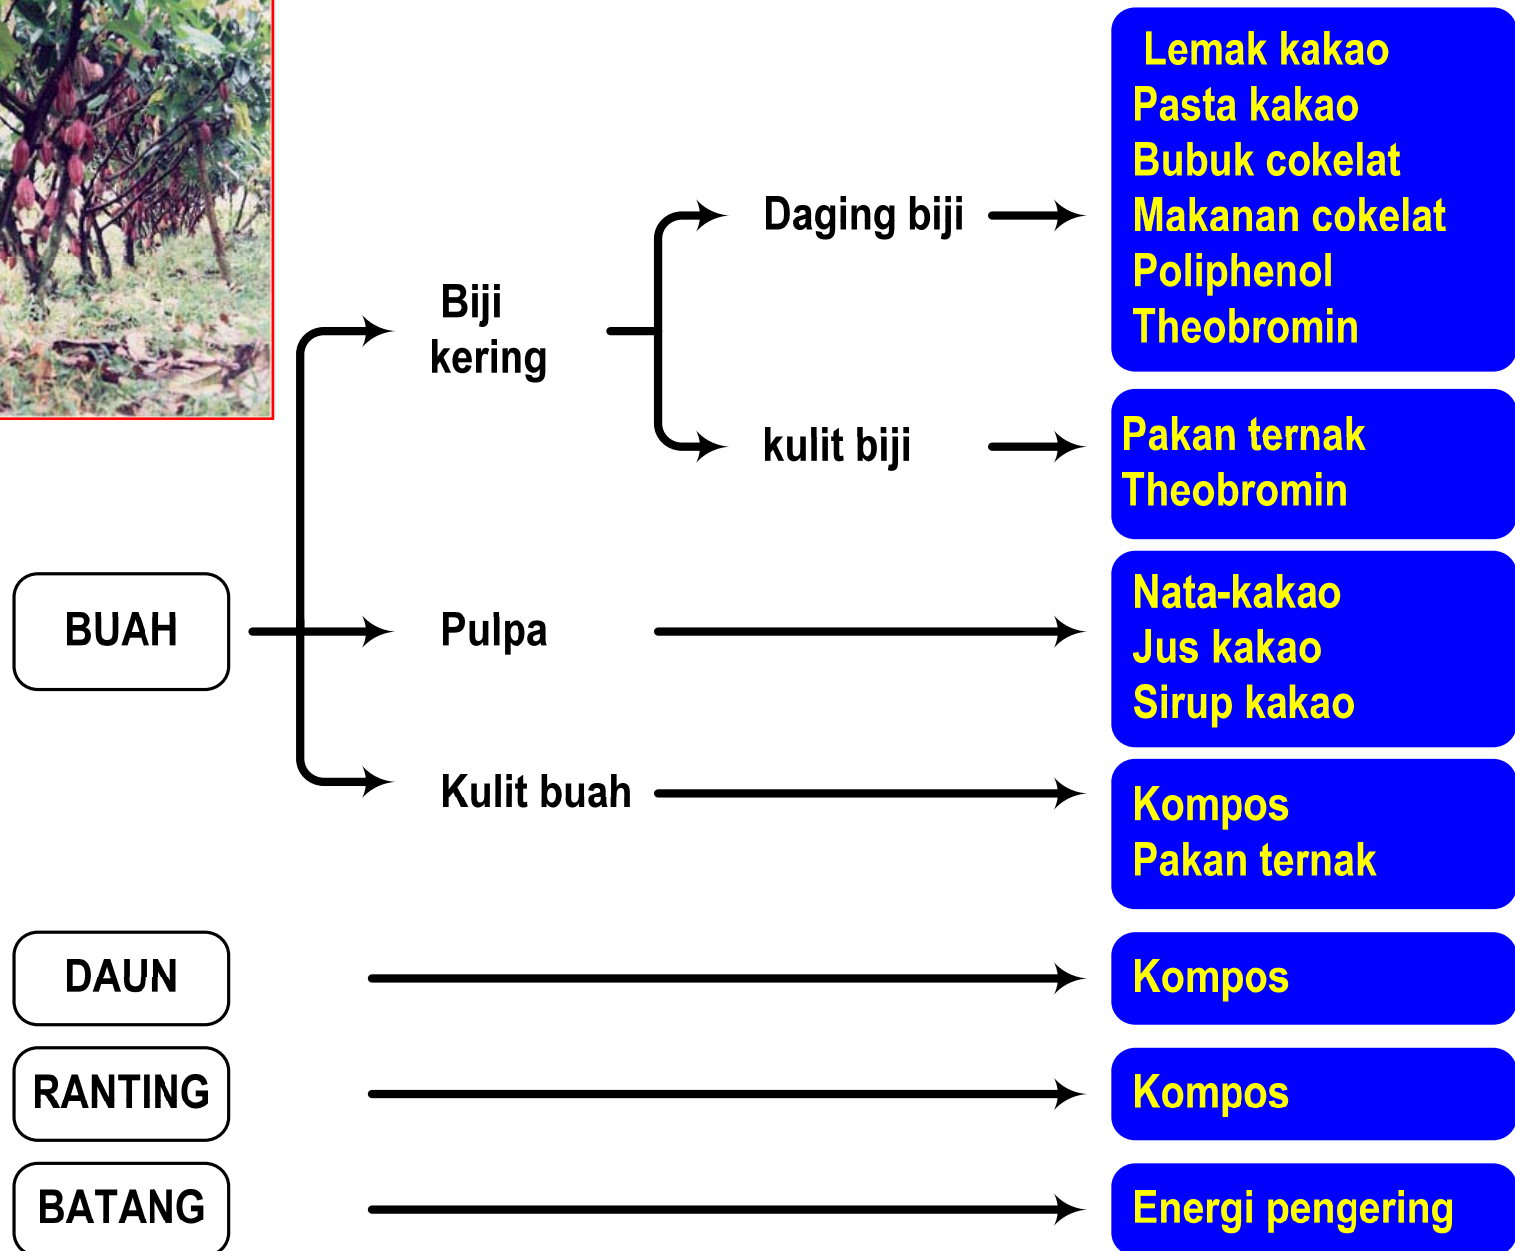 Lemak kakao
Pasta kakao
Bubuk cokelat
Makanan cokelat
Poliphenol
Theobromin
Daging biji
Biji
kering
kulit biji
Pakan ternak
Theobromin
BUAH
Pulpa
Nata-kakao
Jus kakao
Sirup kakao
Kulit buah
Kompos
Pakan ternak
DAUN
Kompos
RANTING
Kompos
BATANG
Energi pengering